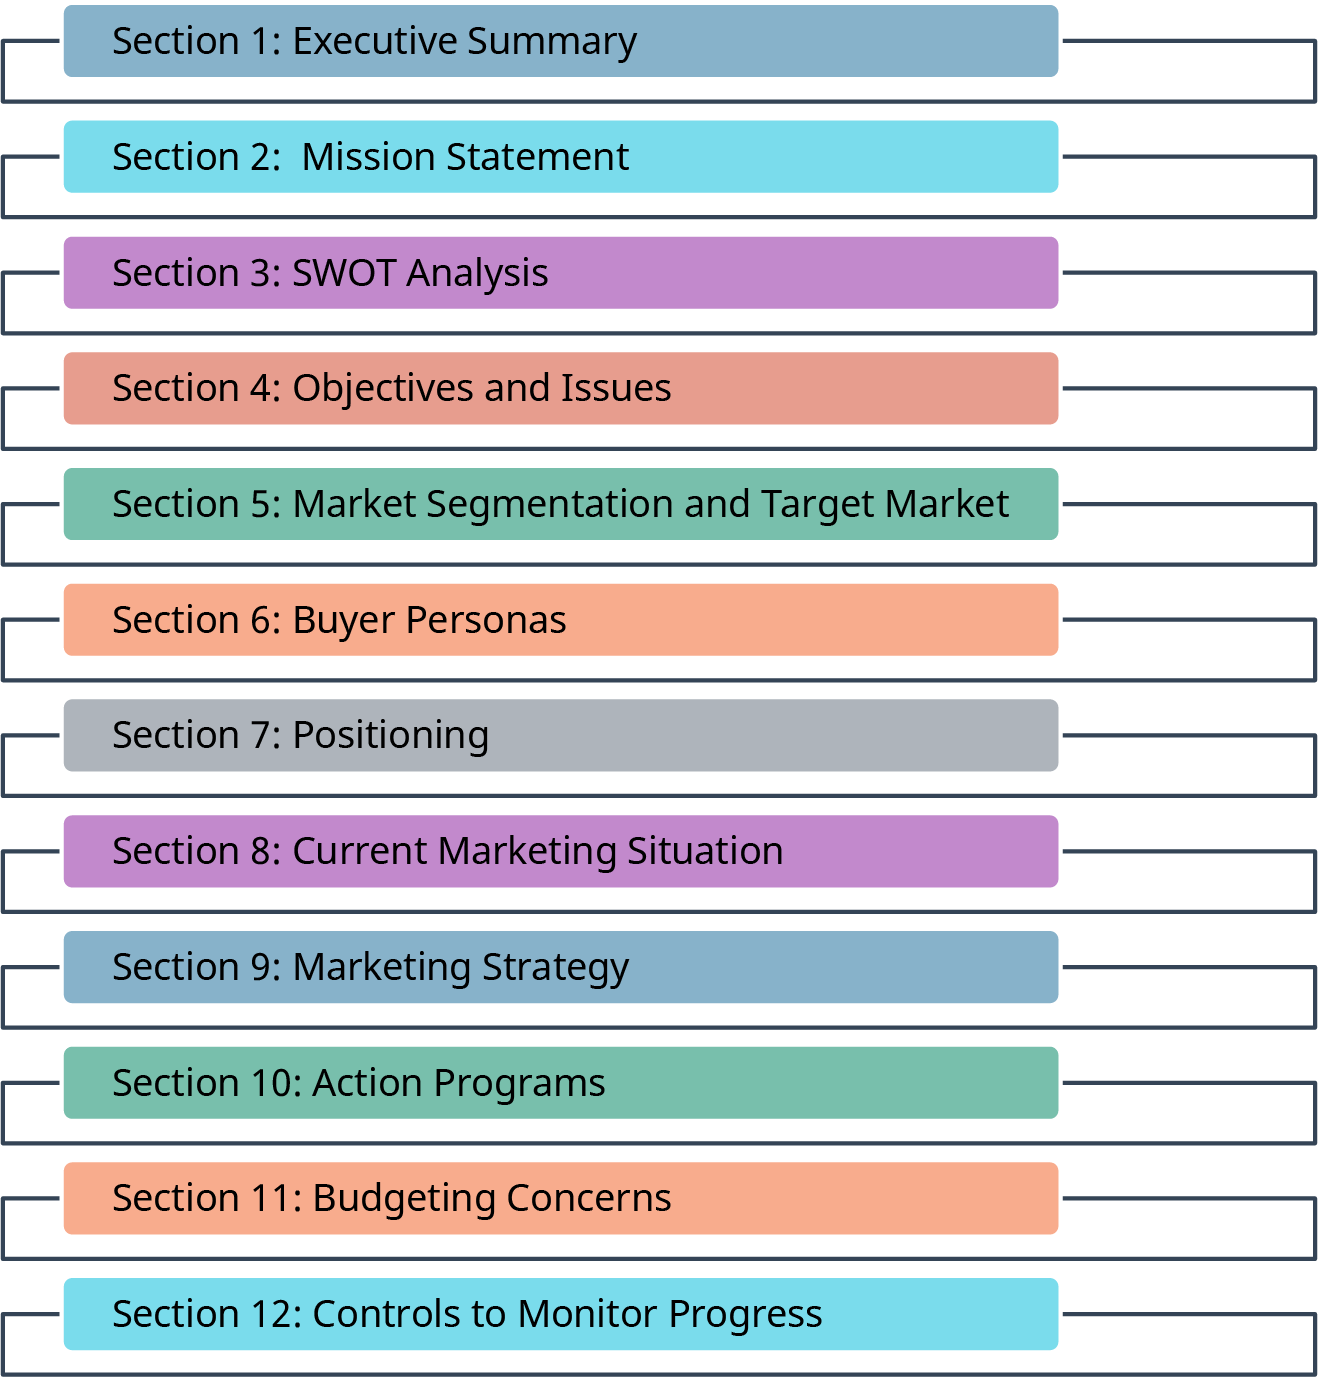 Section 1: Executive Summary
Section 2:  Mission Statement
Section 3: SWOT Analysis
Section 4: Objectives and Issues
Section 5: Market Segmentation and Target Market
Section 6: Buyer Personas
Section 7: Positioning
Section 8: Current Marketing Situation
Section 9: Marketing Strategy
Section 10: Action Programs
Section 11: Budgeting Concerns
Section 12: Controls to Monitor Progress